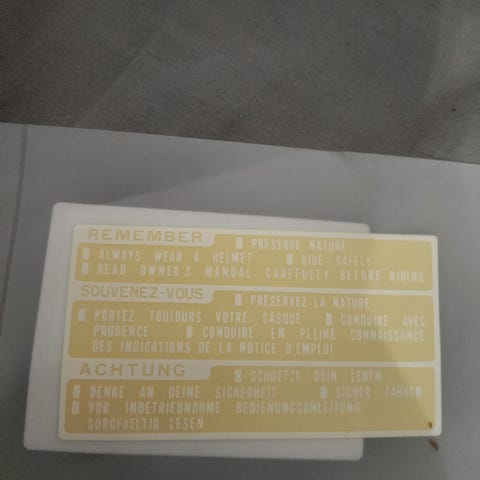 REMEMBER
PRESERVE NATURE
ALWAYS WEAR A HELMET RIDE SAFELY
READ OWNER'S MANUAL CAREFULLY BEFORE RIDING
SOUVENEZ-VOUS
PRESERVEZ LA NATURE
PORTEZ TOUJOURS VOTRE CASQUE CONDUIRE AVEC
PRUDENCE CONDUIRE EN PLEINE CONNAISSANCE
DES INDICATIONS DE LA NOTICE D'EMPLOI
ACHTUNG
SCHUETZE DEIN LEBEN
DENKE AN DEINE SICHERHEIT SICHER FAHREN
VOR INBETRIEBNAHME BEDIENUNGSANLEITUNG
SORGFAELTIG LESEN